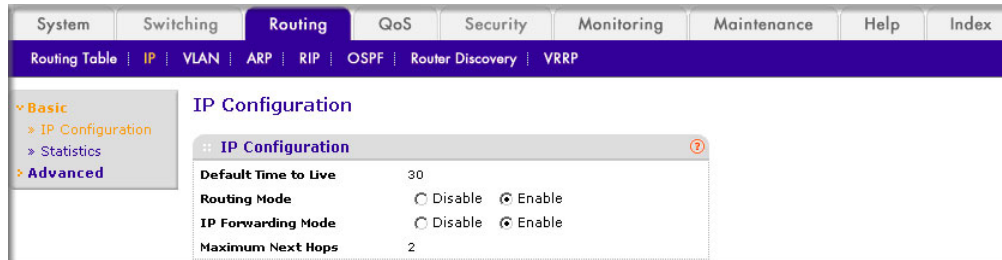 System Switching Routing QoS Security Monitoring Maintenance Help Index
Routing Table IP VLAN ARP RIP OSPF Router Discovery VRRP
Basic
» IP Configuration
» Statistics
Advanced
IP Configuration
IP Configuration ?
Default Time to Live 30
Routing Mode Disable Enable
IP Forwarding Mode Disable Enable
Maximum Next Hops 2